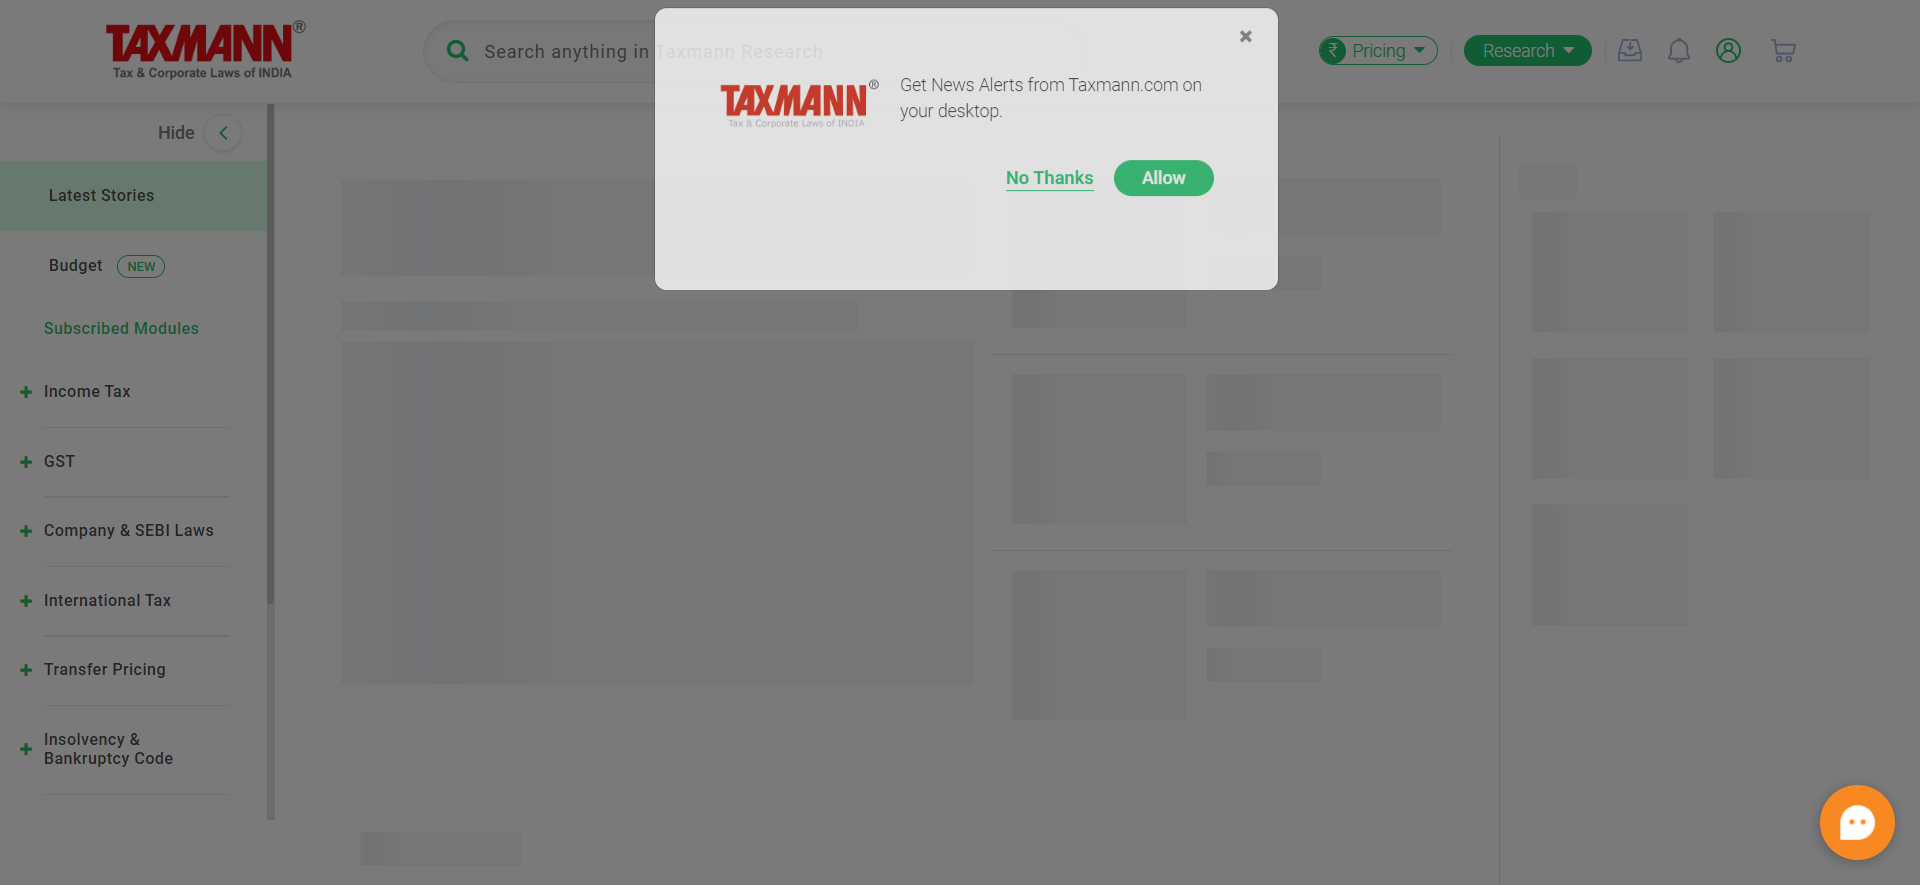 TAXMANN®
Tax & Corporate Laws of INDIA
Search anything in Taxmann Research
₹ Pricing
Research
×
TAXMANN®
Tax & Corporate Laws of INDIA
Get News Alerts from Taxmann.com on
your desktop.
No Thanks
Allow
Hide
Latest Stories
Budget NEW
Subscribed Modules
Income Tax
GST
Company & SEBI Laws
International Tax
Transfer Pricing
Insolvency &
Bankruptcy Code